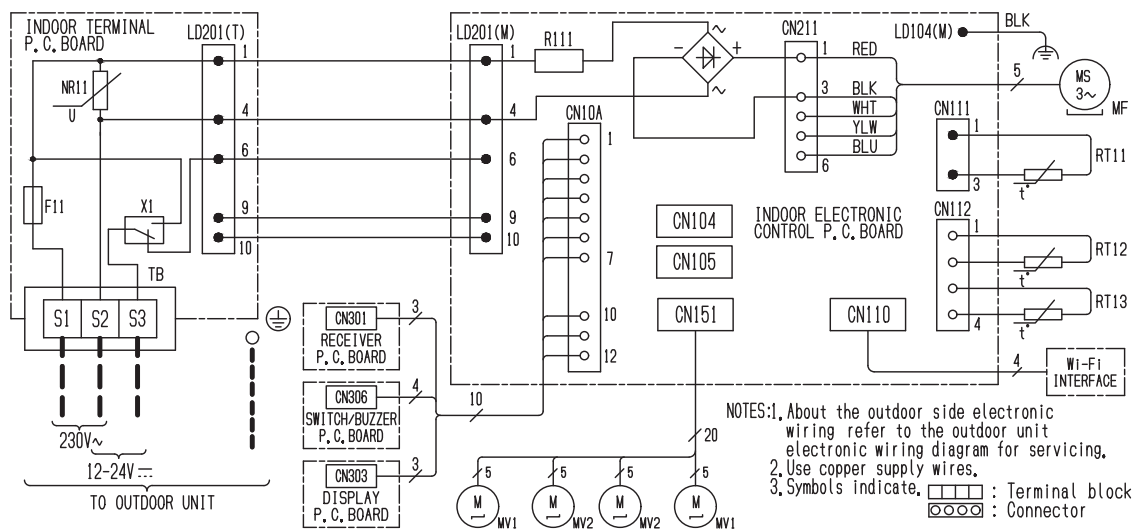 INDOOR TERMINAL
P.C.BOARD
LD201(T)
NR11
U
F11
X1
TB
1
4
6
9
10
S1 S2 S3
230V~
12-24V
TO OUTDOOR UNIT
LD201(M)
1
4
6
9
10
R111
- +
~
~
CN10A
1
7
10
12
CN211
1
3
6
RED
BLK
WHT
YLW
BLU
LD104(M)
BLK
5
MS
3~
MF
CN111
1
3
t°
RT11
CN112
1
4
t°
RT12
t°
RT13
CN104
CN105
CN151
CN110
INDOOR ELECTRONIC
CONTROL P.C.BOARD
4
Wi-Fi
INTERFACE
CN301
3
RECEIVER
P.C.BOARD
CN306
4
SWITCH/BUZZER
P.C.BOARD
CN303
3
DISPLAY
P.C.BOARD
10
20
5 5 5 5
M M M M
MV1 MV2 MV2 MV1
NOTES:1. About the outdoor side electronic
wiring refer to the outdoor unit
electronic wiring diagram for servicing.
2. Use copper supply wires.
3. Symbols indicate.
: Terminal block
: Connector